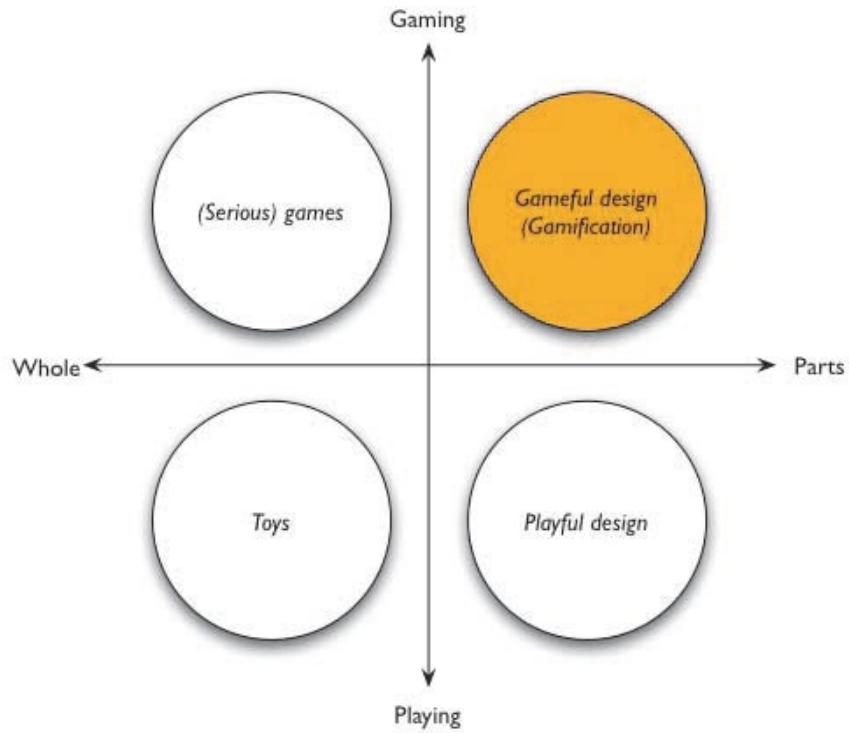 Gaming
(Serious) games
Gameful design
(Gamification)
Whole
Parts
Toys
Playful design
Playing